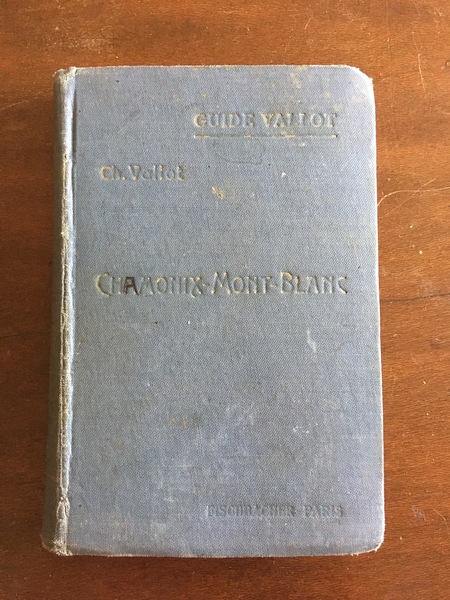 GUIDE VALLOT
Ch. Vallot
CHAMONIX-MONT-BLANC
FISCHBACHER PARIS